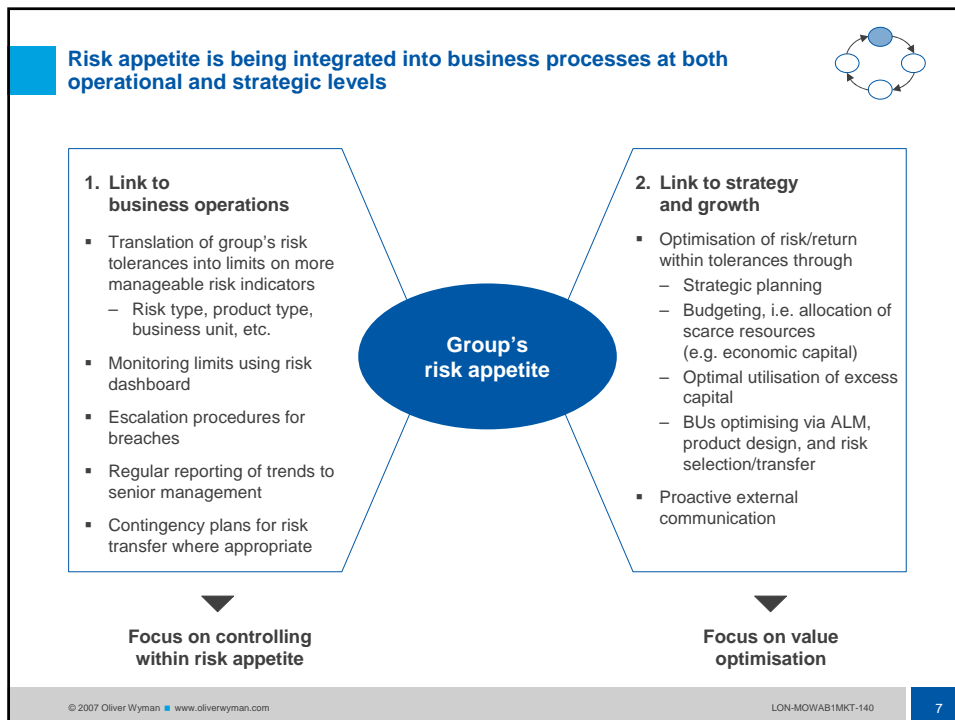 Risk appetite is being integrated into business processes at both
operational and strategic levels
1. Link to
business operations
▪ Translation of group's risk
tolerances into limits on more
manageable risk indicators
– Risk type, product type,
business unit, etc.
▪ Monitoring limits using risk
dashboard
▪ Escalation procedures for
breaches
▪ Regular reporting of trends to
senior management
▪ Contingency plans for risk
transfer where appropriate
Group's
risk appetite
2. Link to strategy
and growth
▪ Optimisation of risk/return
within tolerances through
– Strategic planning
– Budgeting, i.e. allocation of
scarce resources
(e.g. economic capital)
– Optimal utilisation of excess
capital
– BUs optimising via ALM,
product design, and risk
selection/transfer
▪ Proactive external
communication
Focus on controlling
within risk appetite
Focus on value
optimisation
© 2007 Oliver Wyman ■ www.oliverwyman.com
LON-MOWAB1MKT-140
7